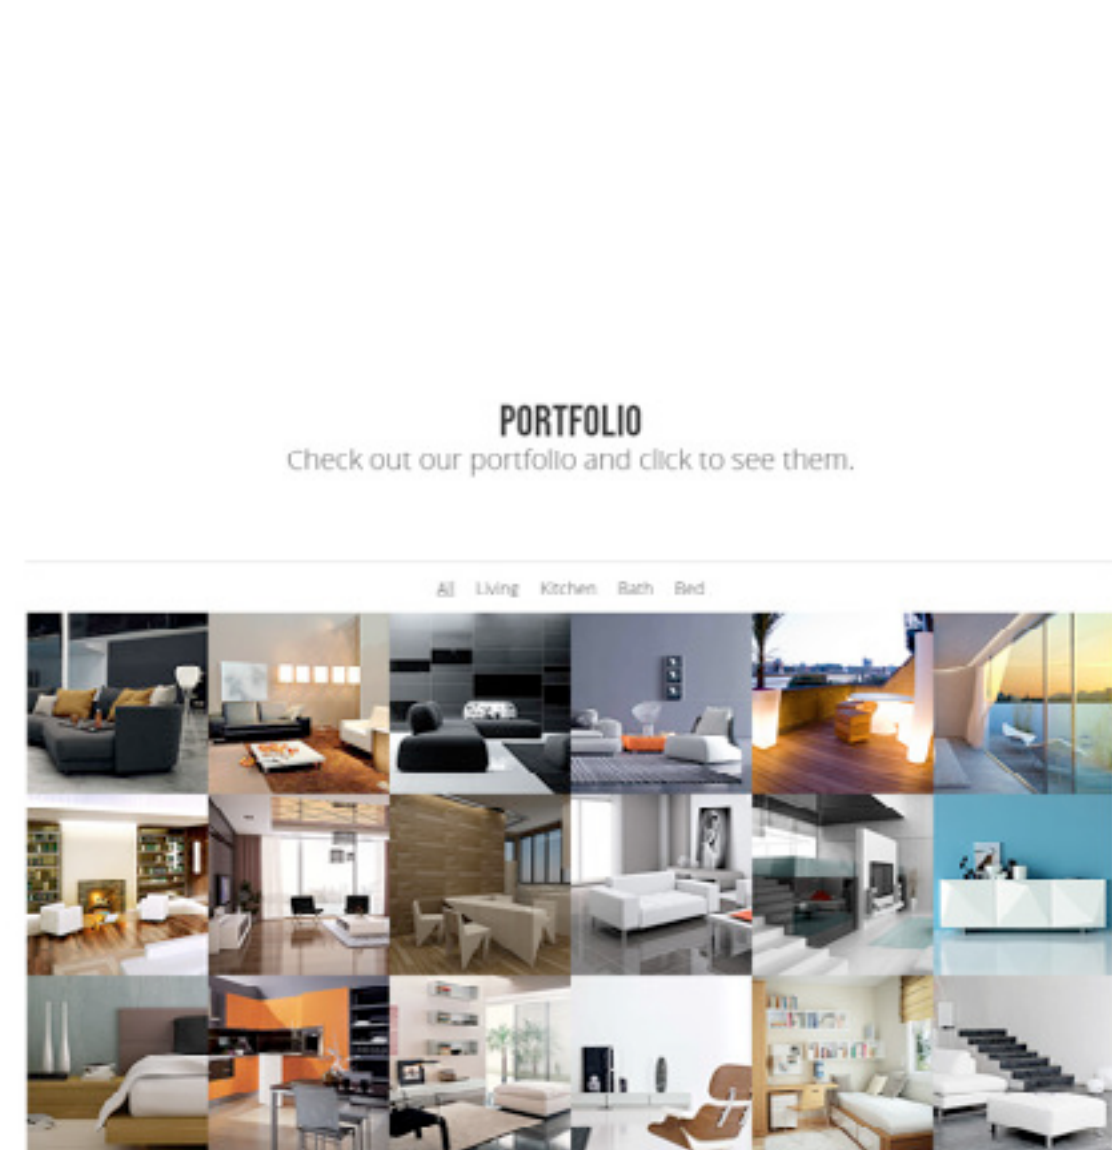 PORTFOLIO
Check out our portfolio and click to see them.
All Living Kitchen Bath Bed